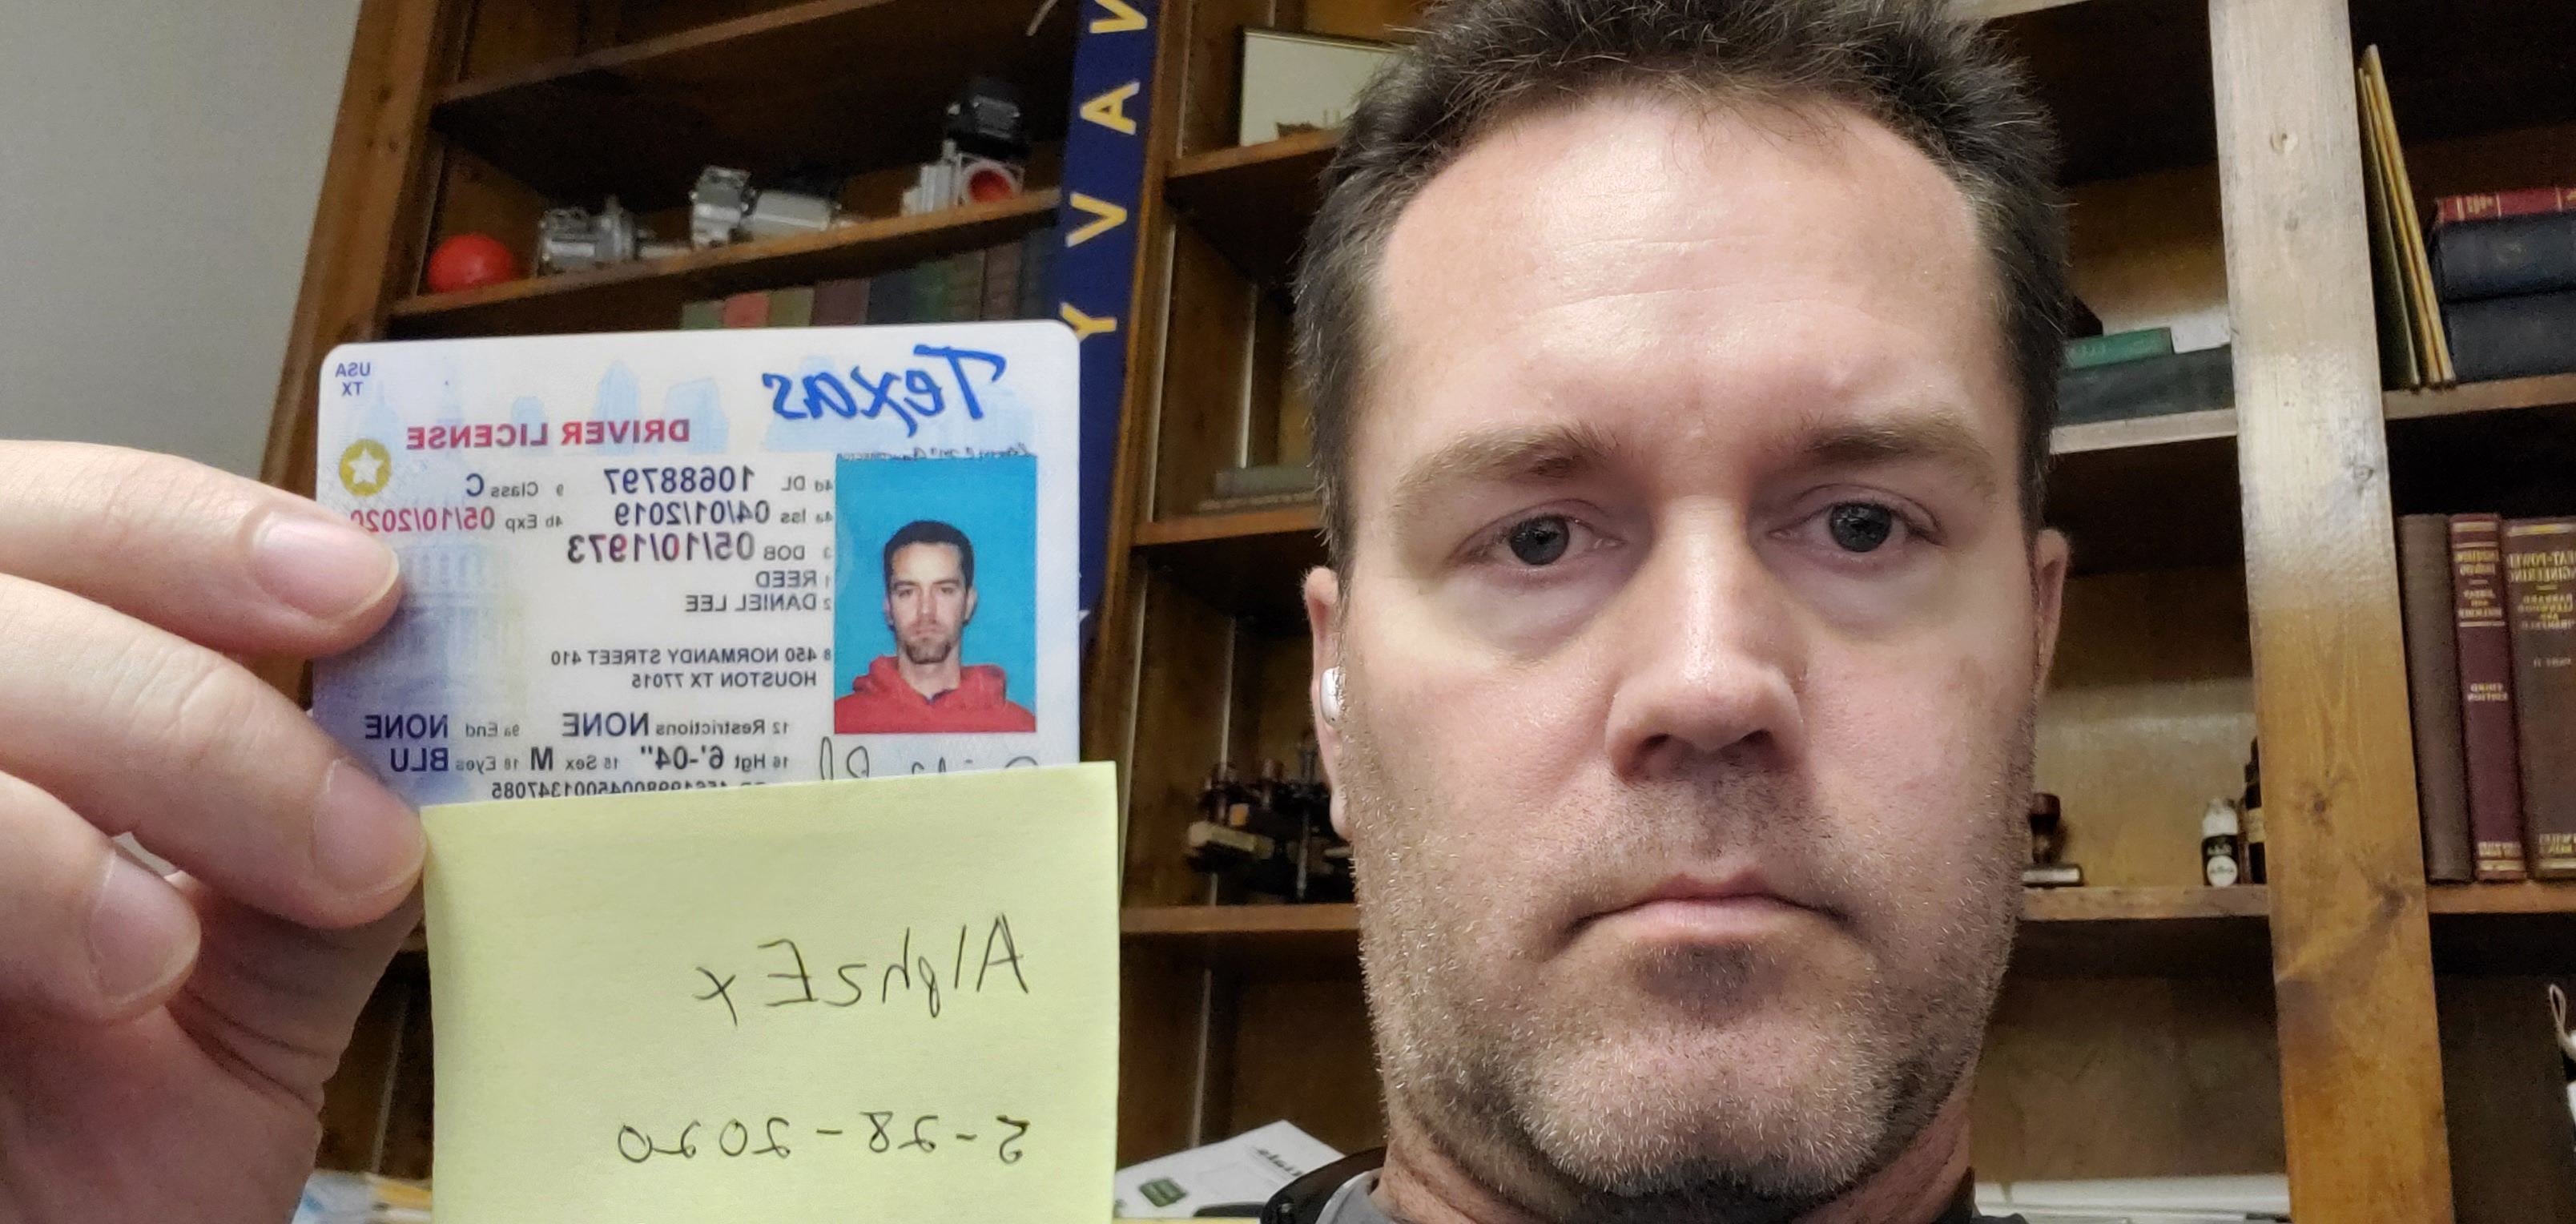 Texas
USA
TX
DRIVER LICENSE
4d DL 10688797 9 Class C
4a Iss 04/01/2019 4b Exp 05/10/2020
3 DOB 05/10/1973
1 REED
2 DANIEL LEE
8 450 NORMANDY STREET 410
HOUSTON TX 77015
12 Restrictions NONE 9a End NONE
16 Hgt 6'-04" 15 Sex M 18 Eyes BLU
AlphaEx
2-28-2020
Y V A V